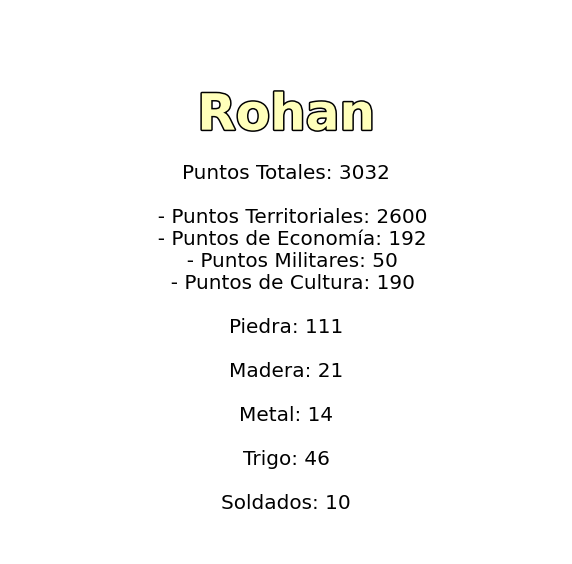 Rohan
Puntos Totales: 3032
- Puntos Territoriales: 2600
- Puntos de Economía: 192
- Puntos Militares: 50
- Puntos de Cultura: 190
Piedra: 111
Madera: 21
Metal: 14
Trigo: 46
Soldados: 10